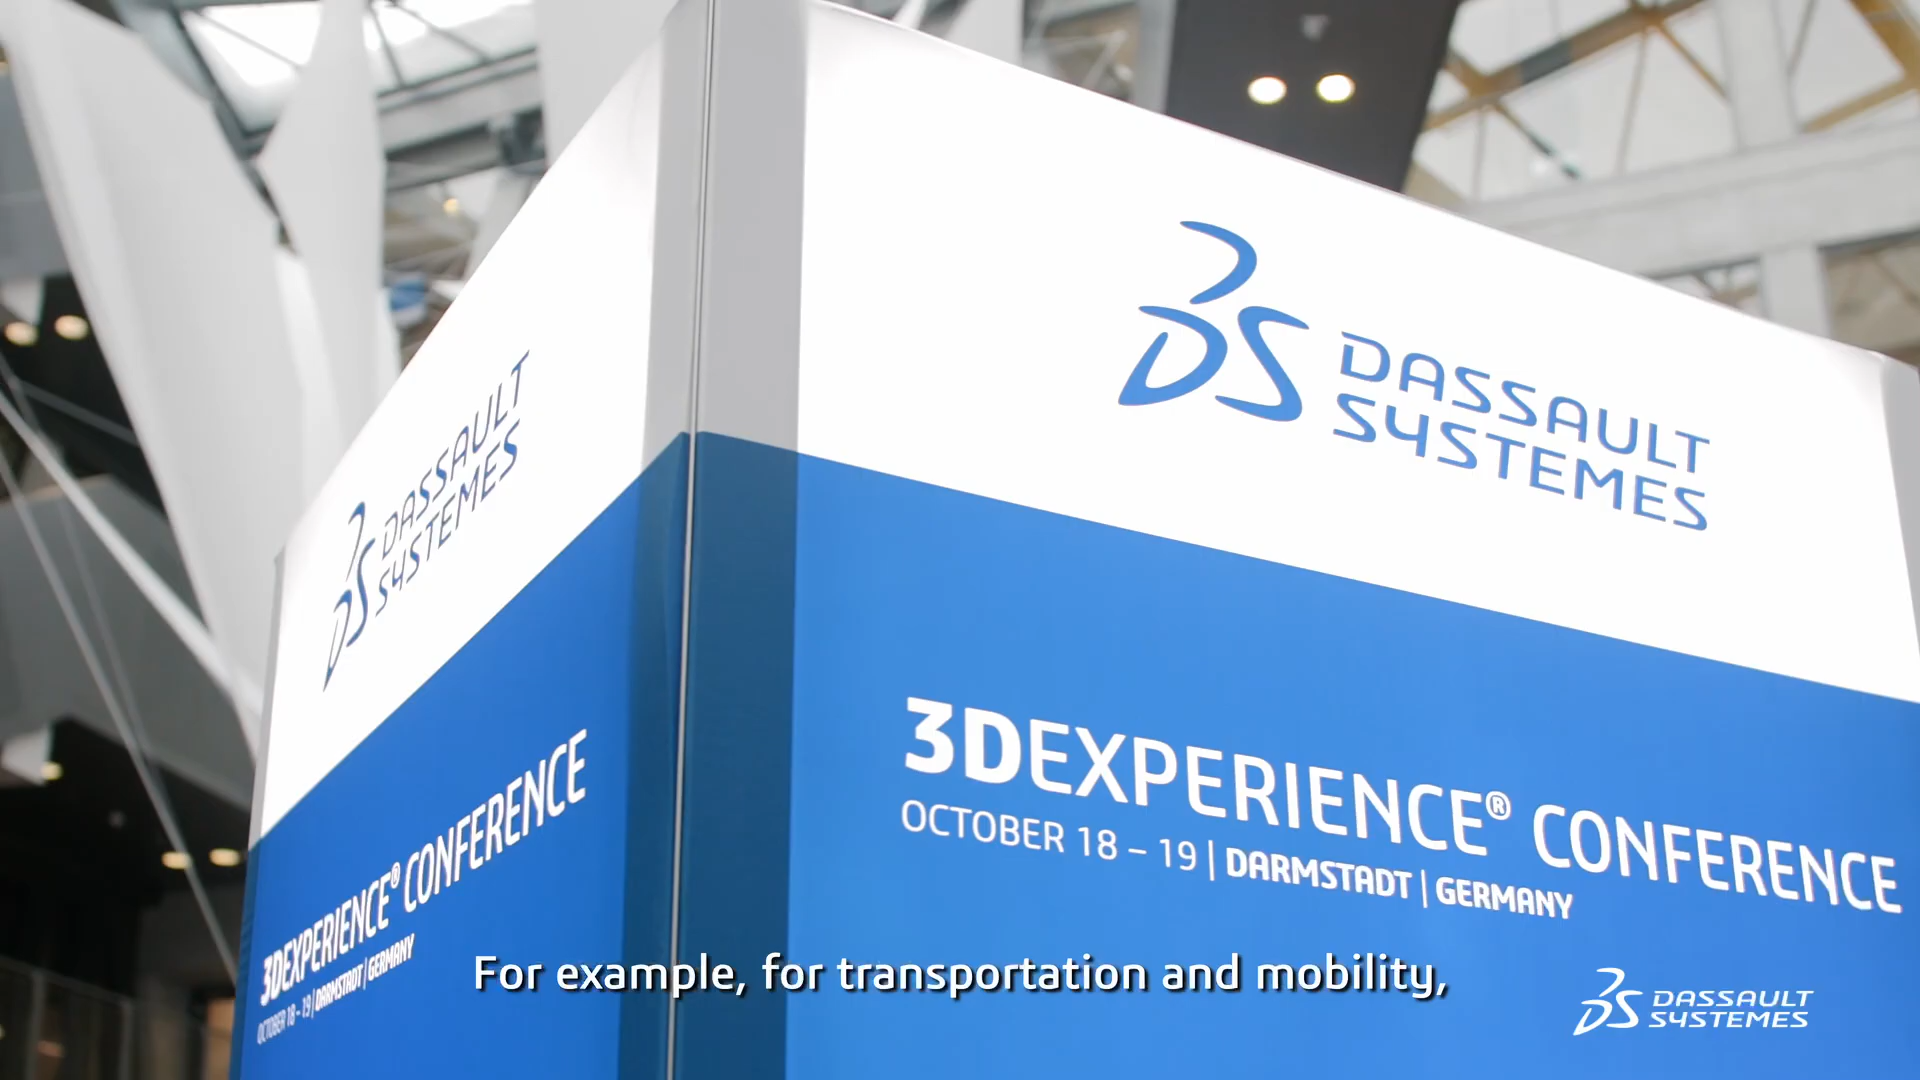 DASSAULT
SYSTEMES
3DEXPERIENCE® CONFERENCE
OCTOBER 18 – 19 | DARMSTADT | GERMANY
3DS DASSAULT
SYSTEMES
3DEXPERIENCE® CONFERENCE
OCTOBER 18 – 19 | DARMSTADT | GERMANY
For example, for transportation and mobility,
DASSAULT
SYSTEMES